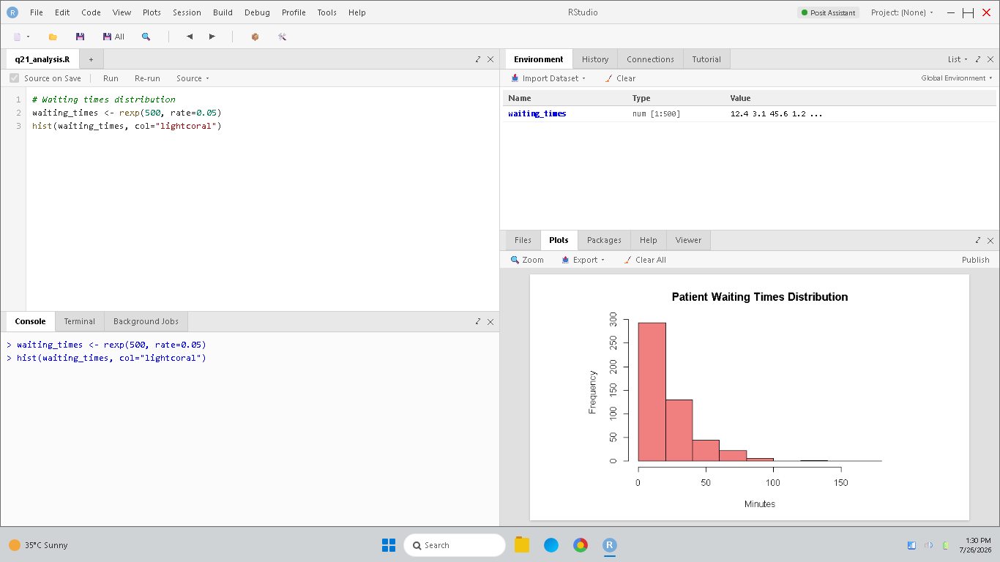 R File Edit Code View Plots Session Build Debug Profile Tools Help RStudio Posit Assistant Project: (None)
All
q21_analysis.R +
Source on Save Run Re-run Source
1 # Waiting times distribution
2 waiting_times <- rexp(500, rate=0.05)
3 hist(waiting_times, col="lightcoral")
Console Terminal Background Jobs
> waiting_times <- rexp(500, rate=0.05)
> hist(waiting_times, col="lightcoral")
Environment History Connections Tutorial List
Import Dataset Clear Global Environment
Name Type Value
waiting_times num [1:500] 12.4 3.1 45.6 1.2 ...
Files Plots Packages Help Viewer
Zoom Export Clear All Publish
Patient Waiting Times Distribution
Frequency
300
250
200
150
100
50
0
0 50 100 150
Minutes
35°C Sunny Search R 1:30 PM
7/26/2026